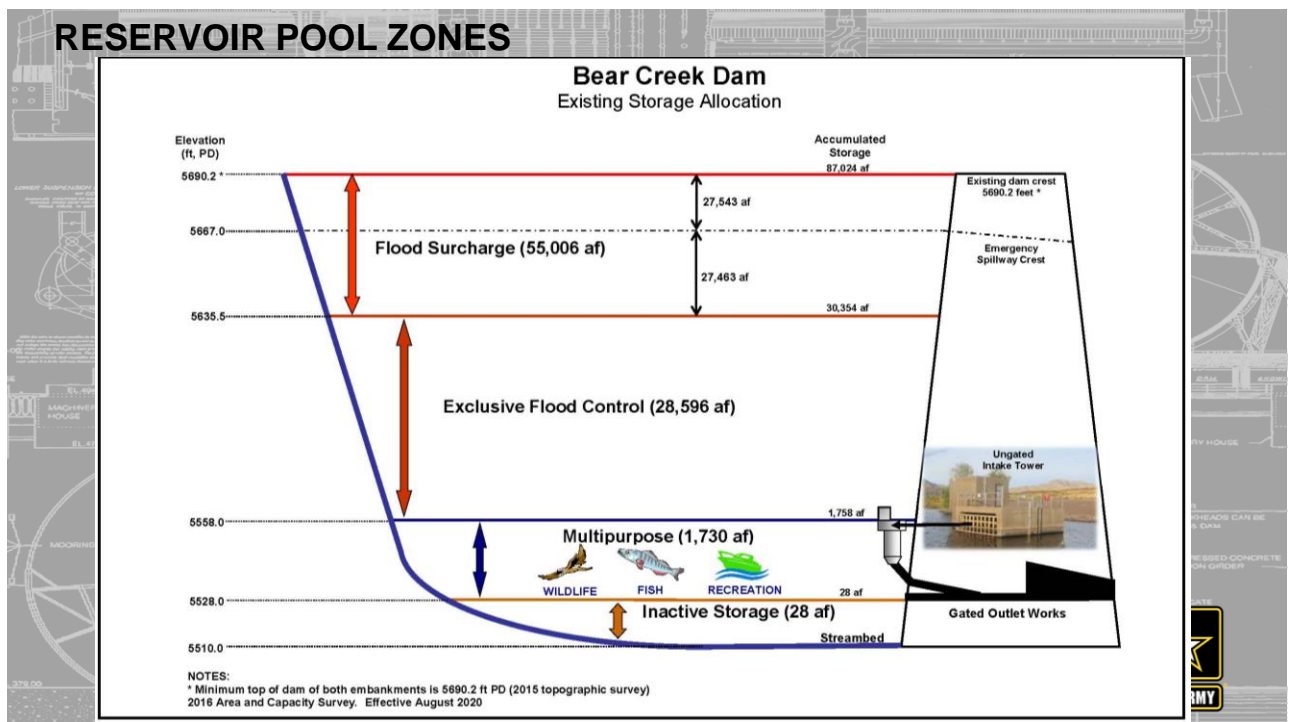 RESERVOIR POOL ZONES
Bear Creek Dam
Existing Storage Allocation
Elevation
(ft, PD)
Accumulated
Storage
5690.2 *
87,024 af
Existing dam crest
5690.2 feet *
27,543 af
5667.0
Flood Surcharge (55,006 af)
Emergency
Spillway Crest
27,463 af
5635.5
30,354 af
Exclusive Flood Control (28,596 af)
Ungated
Intake Tower
5558.0
1,758 af
Multipurpose (1,730 af)
WILDLIFE
FISH
RECREATION
5528.0
28 af
Inactive Storage (28 af)
Gated Outlet Works
Streambed
5510.0
NOTES:
* Minimum top of dam of both embankments is 5690.2 ft PD (2015 topographic survey)
2016 Area and Capacity Survey. Effective August 2020
RMY
MACHINER
HOUSE
MOORING